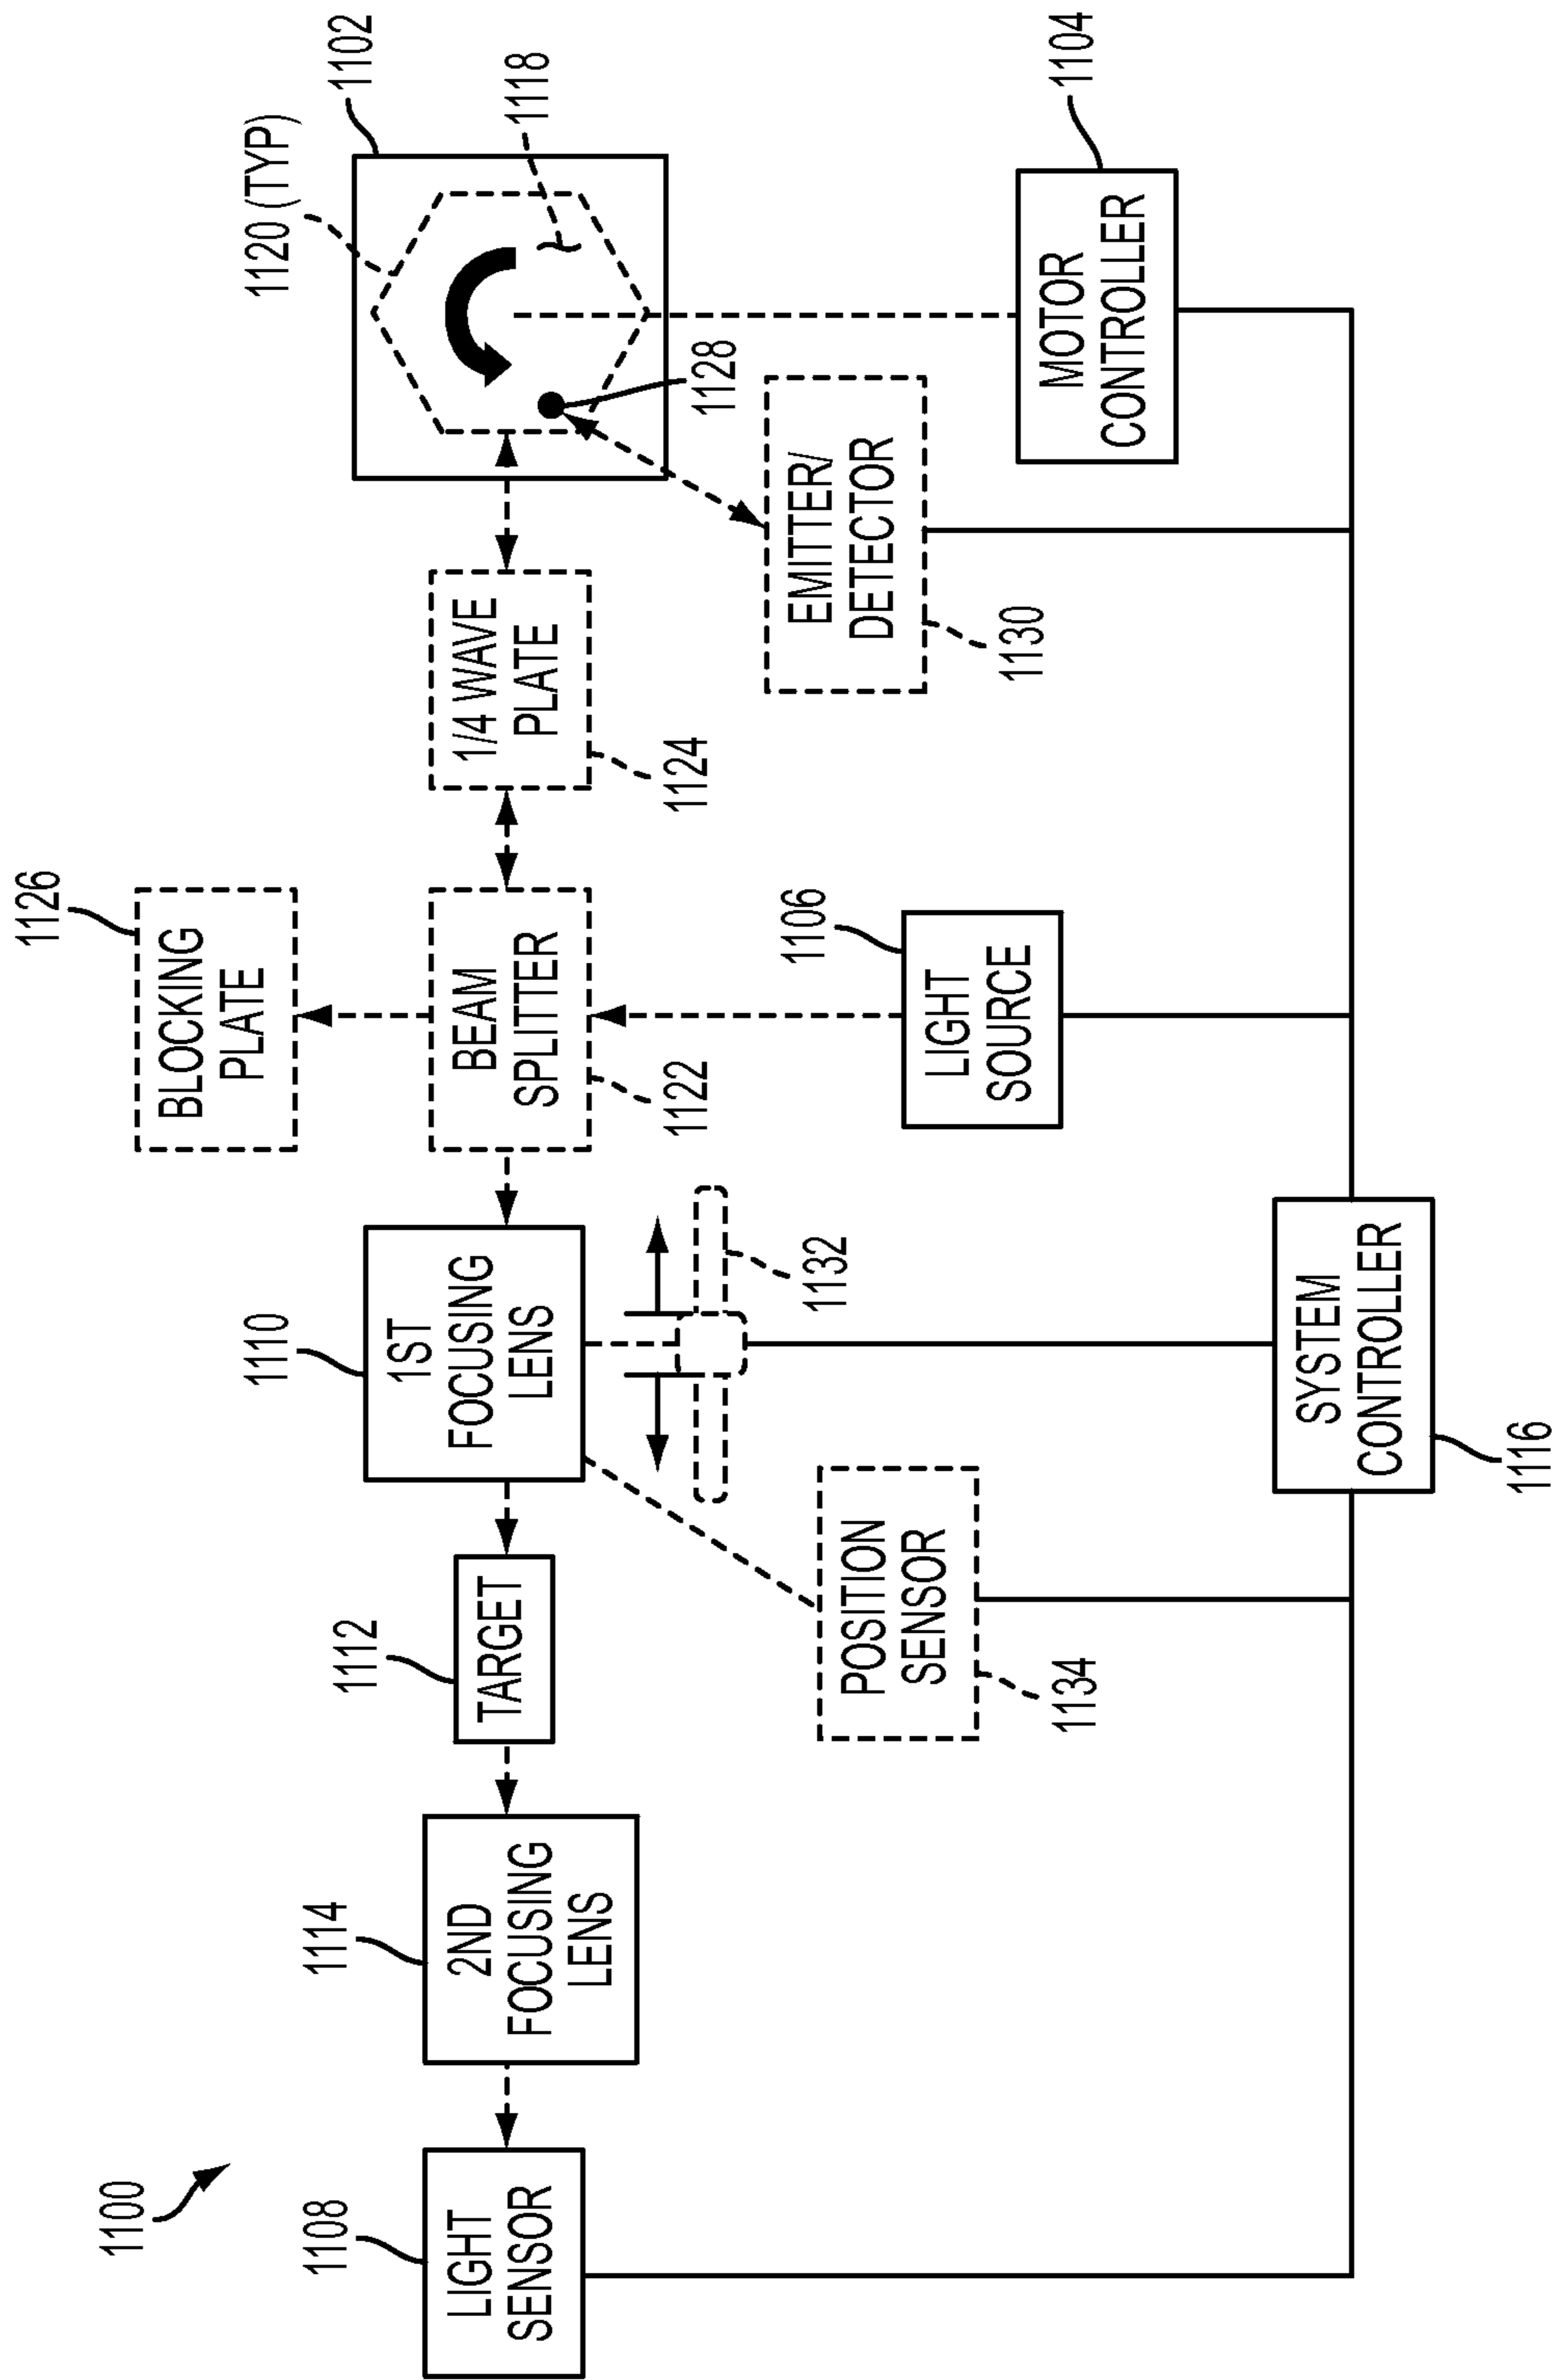 1100
1108
LIGHT
SENSOR
1114
2ND
FOCUSING
LENS
1112
TARGET
1110
1ST
FOCUSING
LENS
1126
BLOCKING
PLATE
BEAM
SPLITTER
1122
1/4 WAVE
PLATE
1124
1120 (TYP)
1102
1118
1128
EMITTER/
DETECTOR
1130
1132
POSITION
SENSOR
1134
1106
LIGHT
SOURCE
MOTOR
CONTROLLER
1104
SYSTEM
CONTROLLER
1116